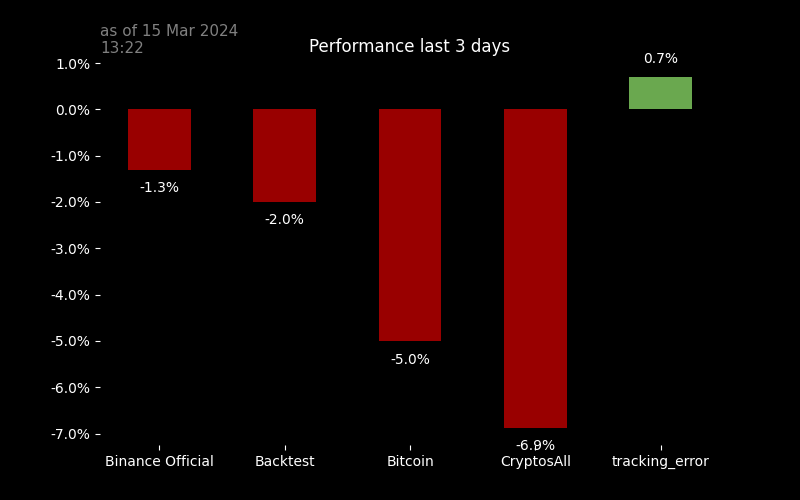 as of 15 Mar 2024
13:22
Performance last 3 days
1.0%
0.0%
-1.0%
-2.0%
-3.0%
-4.0%
-5.0%
-6.0%
-7.0%
-1.3%
-2.0%
-5.0%
-6.9%
0.7%
Binance Official
Backtest
Bitcoin
CryptosAll
tracking_error